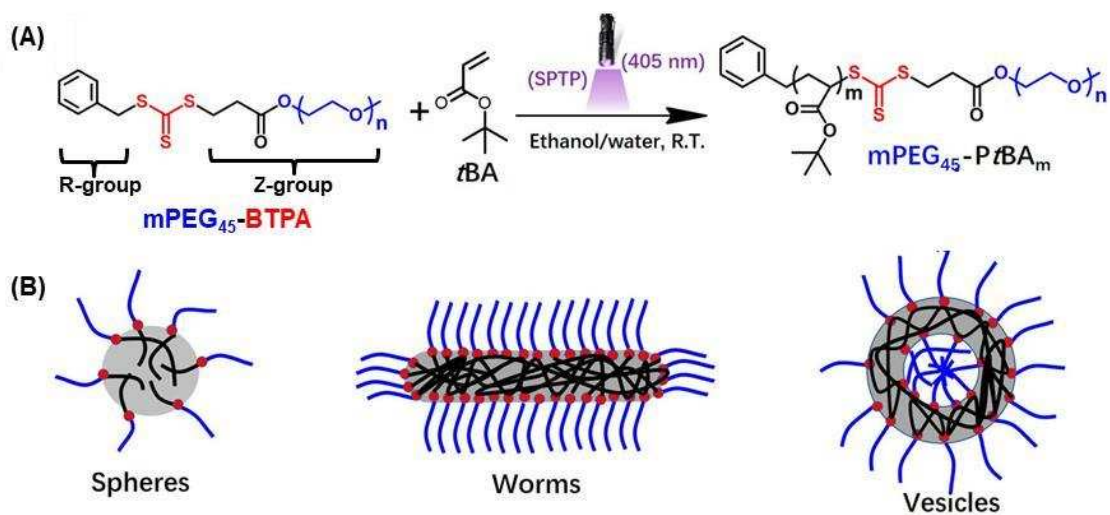 (A)
(SPTP) (405 nm)
S S O O n
S O
+
O O
tBA
Ethanol/water, R.T.
m S S O O n
O O S O
R-group Z-group
mPEG45-BTPA
mPEG45-PtBAm
(B)
Spheres
Worms
Vesicles